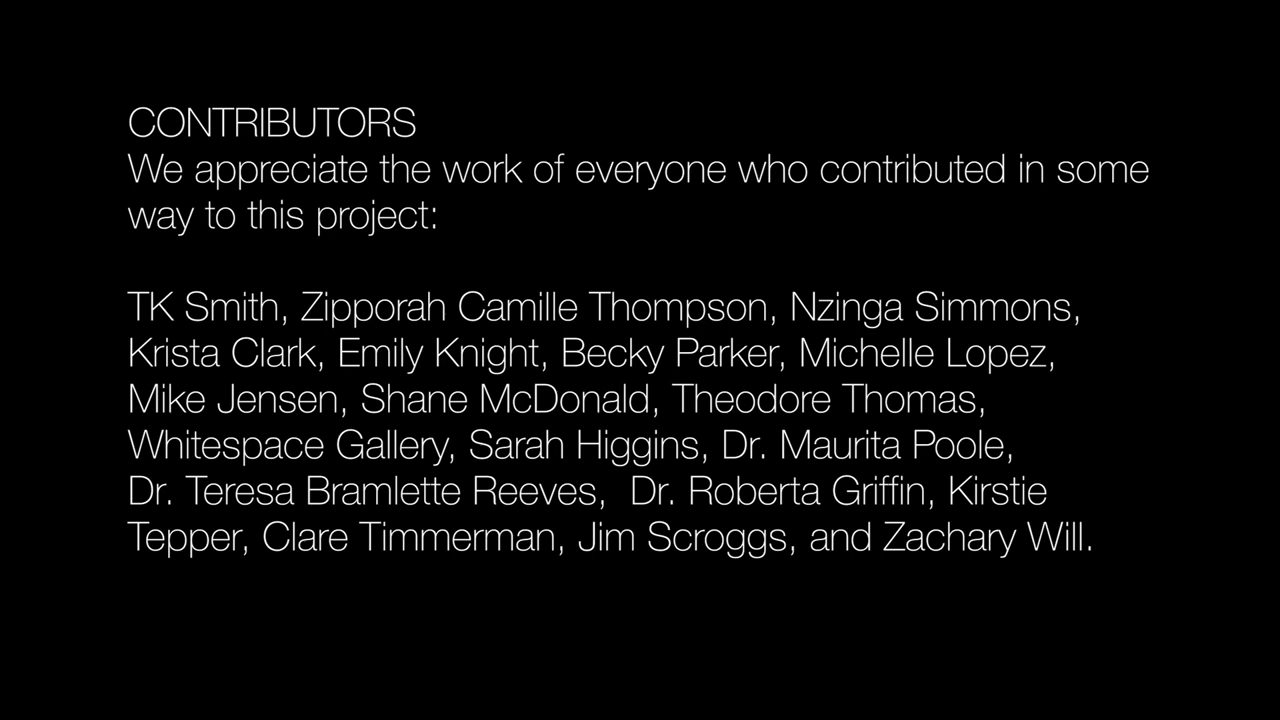 CONTRIBUTORS
We appreciate the work of everyone who contributed in some
way to this project:
TK Smith, Zipporah Camille Thompson, Nzinga Simmons,
Krista Clark, Emily Knight, Becky Parker, Michelle Lopez,
Mike Jensen, Shane McDonald, Theodore Thomas,
Whitespace Gallery, Sarah Higgins, Dr. Maurita Poole,
Dr. Teresa Bramlette Reeves,  Dr. Roberta Griffin, Kirstie
Tepper, Clare Timmerman, Jim Scroggs, and Zachary Will.